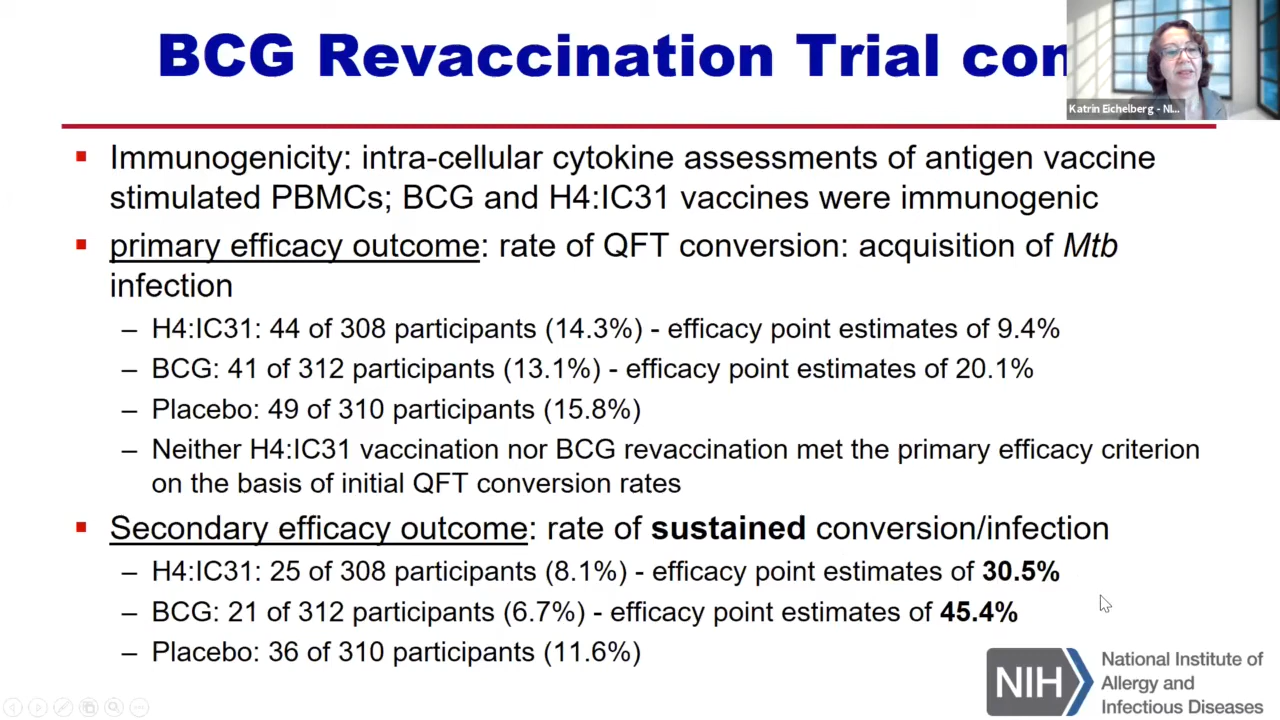 BCG Revaccination Trial con
Katrin Eichelberg - NI...
▪ Immunogenicity: intra-cellular cytokine assessments of antigen vaccine
stimulated PBMCs; BCG and H4:IC31 vaccines were immunogenic
▪ primary efficacy outcome: rate of QFT conversion: acquisition of Mtb
infection
– H4:IC31: 44 of 308 participants (14.3%) - efficacy point estimates of 9.4%
– BCG: 41 of 312 participants (13.1%) - efficacy point estimates of 20.1%
– Placebo: 49 of 310 participants (15.8%)
– Neither H4:IC31 vaccination nor BCG revaccination met the primary efficacy criterion
on the basis of initial QFT conversion rates
▪ Secondary efficacy outcome: rate of sustained conversion/infection
– H4:IC31: 25 of 308 participants (8.1%) - efficacy point estimates of 30.5%
– BCG: 21 of 312 participants (6.7%) - efficacy point estimates of 45.4%
– Placebo: 36 of 310 participants (11.6%)
NIH
National Institute of
Allergy and
Infectious Diseases